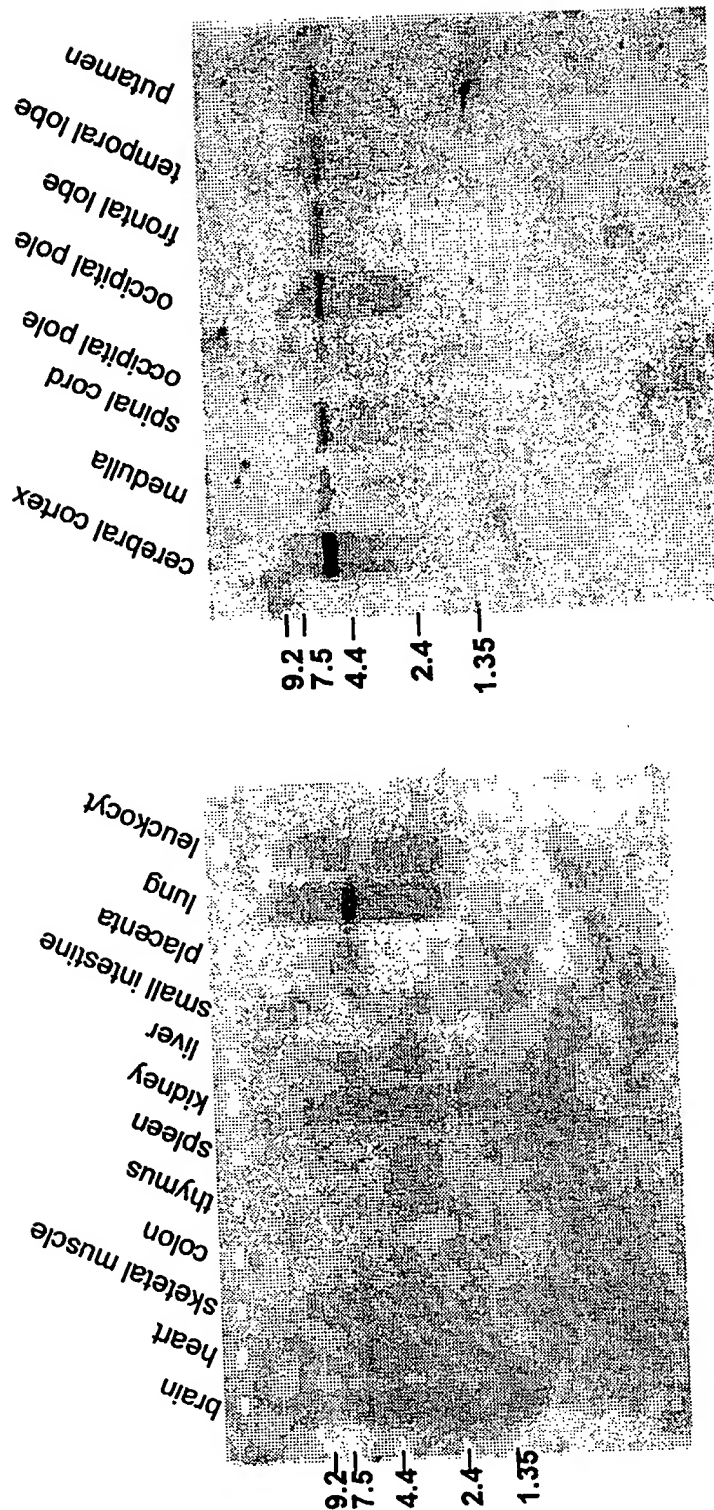 putamen
temporal lobe
frontal lobe
occipital pole
occipital pole
spinal cord
medulla
cerebral cortex
9.2
7.5
4.4
2.4
1.35
leuckocyt
lung
placenta
small intestine
liver
kidney
spleen
thymus
colon
sketetal muscle
heart
brain
9.2
7.5
4.4
2.4
1.35